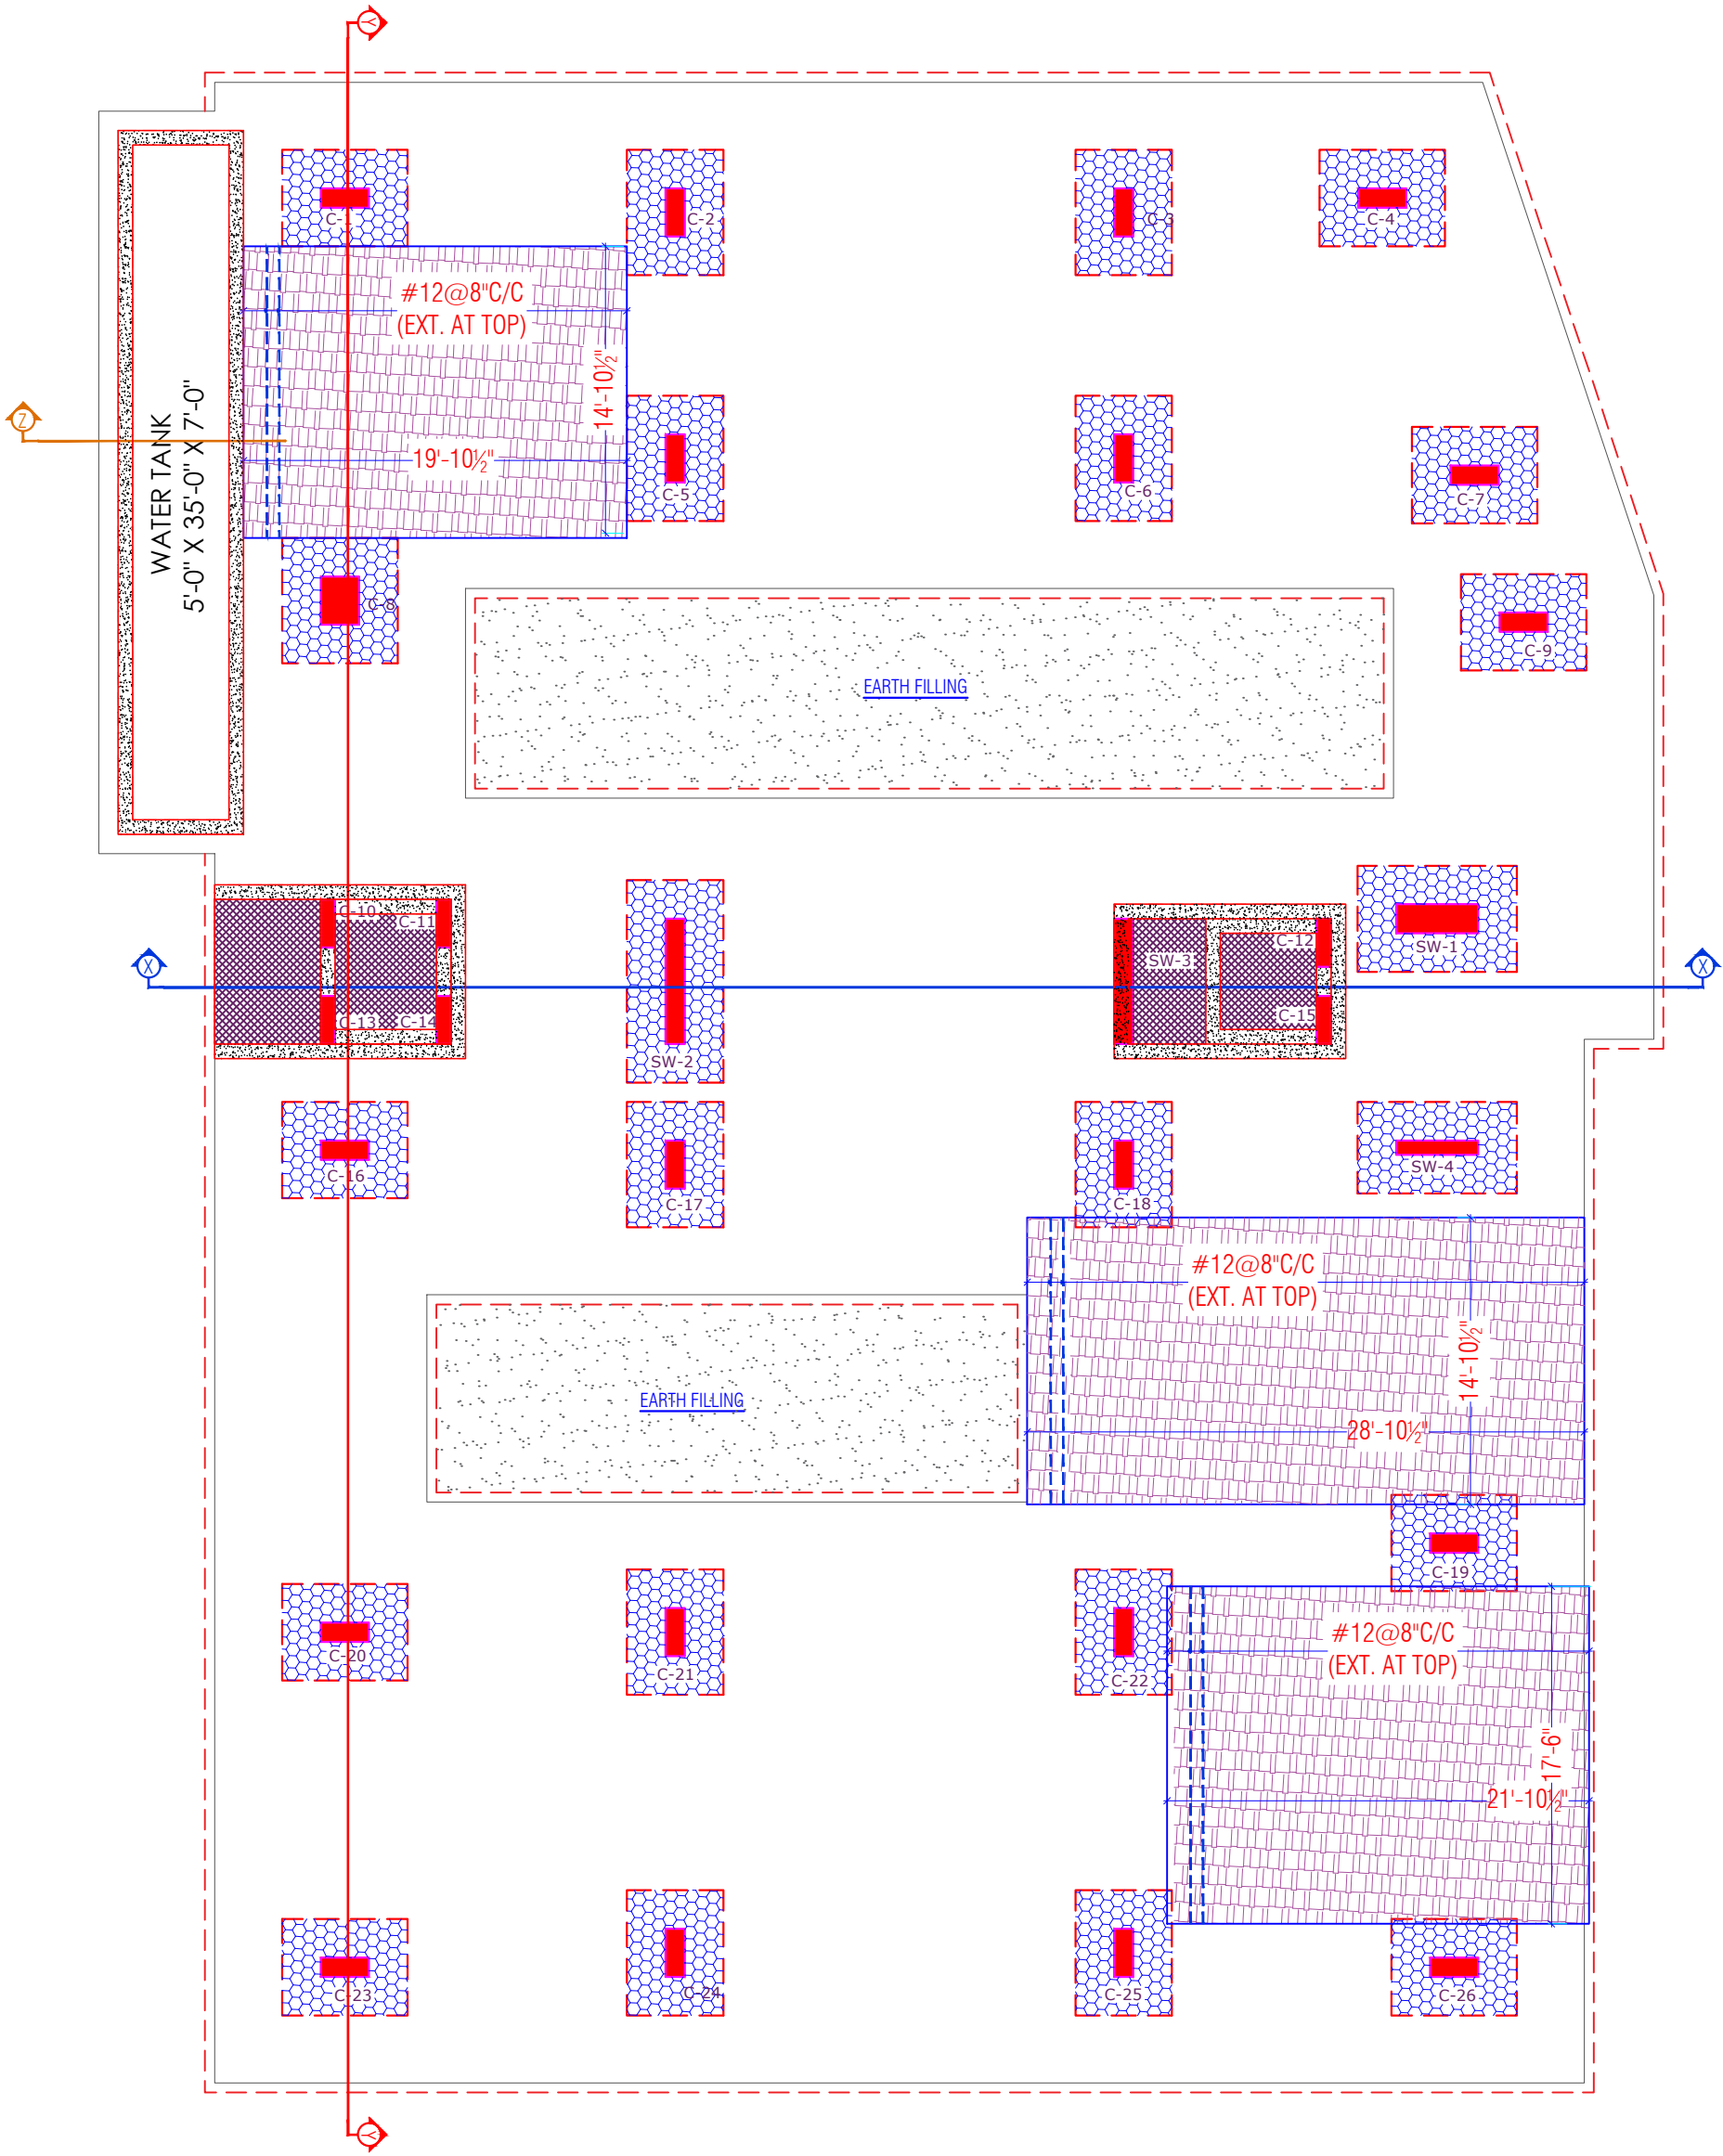 Y
C-1
C-2
C-3
C-4
#12@8"C/C
(EXT. AT TOP)
14'-10½"
19'-10½"
Z
WATER TANK
5'-0" X 35'-0" X 7'-0"
C-5
C-6
C-7
C-8
C-9
EARTH FILLING
C-10
C-11
C-12
SW-1
SW-3
X
X
C-13
C-14
C-15
SW-2
C-16
C-17
C-18
SW-4
#12@8"C/C
(EXT. AT TOP)
14'-10½"
28'-10½"
EARTH FILLING
C-19
C-20
C-21
C-22
#12@8"C/C
(EXT. AT TOP)
17'-6"
21'-10½"
C-23
C-24
C-25
C-26
Y